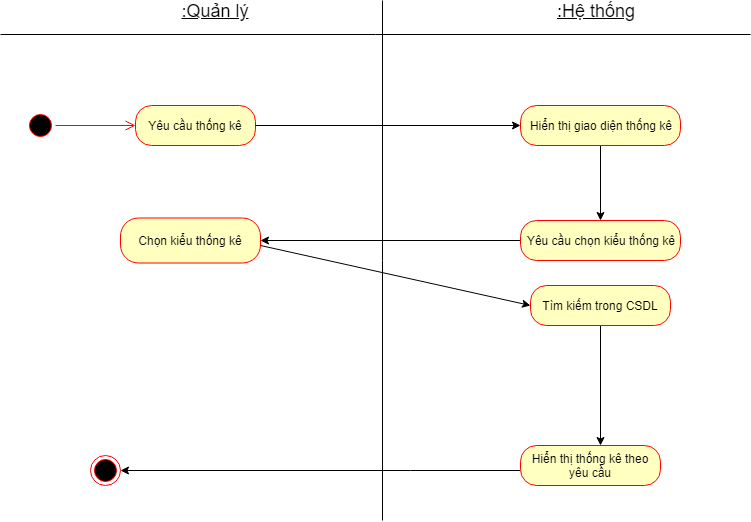 :Quản lý
:Hệ thống
Yêu cầu thống kê
Hiển thị giao diện thống kê
Chọn kiểu thống kê
Yêu cầu chọn kiểu thống kê
Tìm kiếm trong CSDL
Hiển thị thống kê theo
yêu cầu